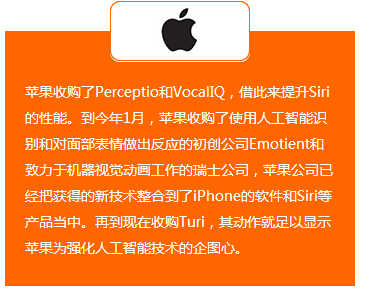 苹果收购了Perceptio和VocalIQ，借此来提升Siri
的性能。到今年1月，苹果收购了使用人工智能识
别和对面部表情做出反应的初创公司Emotient和
致力于机器视觉动画工作的瑞士公司，苹果公司已
经把获得的新技术整合到了iPhone的软件和Siri等
产品当中。再到现在收购Turi，其动作就足以显示
苹果为强化人工智能技术的企图心。